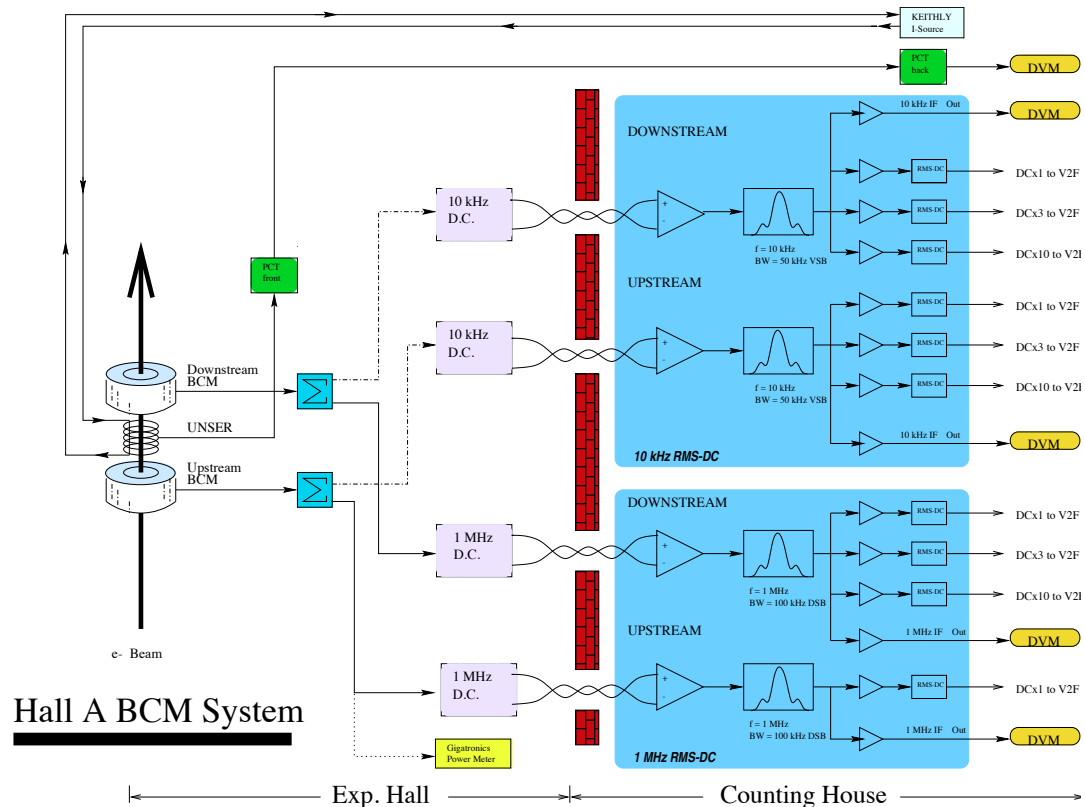 KEITHLY
I-Source
PCT
back
DVM
10 kHz IF Out
DVM
DOWNSTREAM
RMS-DC
DCx1 to V2F
10 kHz
D.C.
+
-
RMS-DC
DCx3 to V2F
f = 10 kHz
BW = 50 kHz VSB
RMS-DC
DCx10 to V2F
PCT
front
UPSTREAM
RMS-DC
DCx1 to V2F
10 kHz
D.C.
+
-
RMS-DC
DCx3 to V2F
f = 10 kHz
BW = 50 kHz VSB
RMS-DC
DCx10 to V2F
Downstream
BCM
Σ
UNSER
10 kHz IF Out
DVM
10 kHz RMS-DC
Upstream
BCM
Σ
DOWNSTREAM
RMS-DC
DCx1 to V2F
1 MHz
D.C.
+
-
RMS-DC
DCx3 to V2F
f = 1 MHz
BW = 100 kHz DSB
RMS-DC
DCx10 to V2F
UPSTREAM
1 MHz IF Out
DVM
e- Beam
1 MHz
D.C.
+
-
RMS-DC
DCx1 to V2F
f = 1 MHz
BW = 100 kHz DSB
1 MHz IF Out
DVM
Hall A BCM System
Gigatronics
Power Meter
1 MHz RMS-DC
Exp. Hall
Counting House